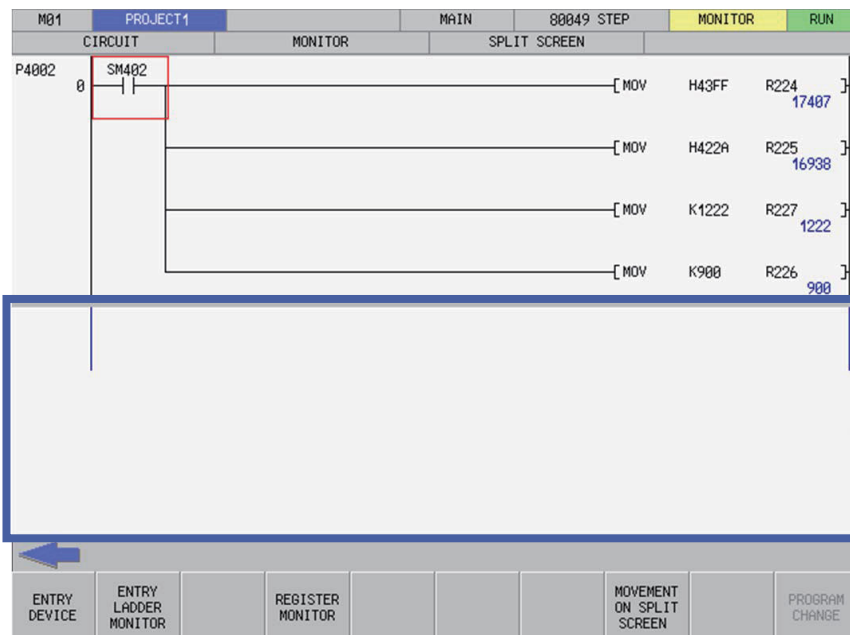 M01 PROJECT1 MAIN 80049 STEP MONITOR RUN
CIRCUIT MONITOR SPLIT SCREEN
P4002 SM402
0 MOV H43FF R224
17407
MOV H422A R225
16938
MOV K1222 R227
1222
MOV K900 R226
900
ENTRY DEVICE
ENTRY LADDER MONITOR
REGISTER MONITOR
MOVEMENT ON SPLIT SCREEN
PROGRAM CHANGE